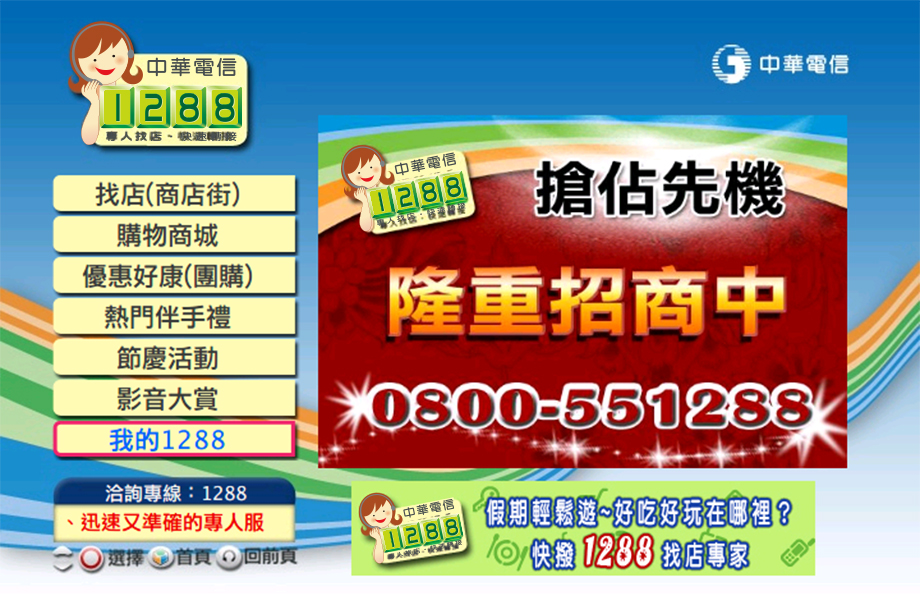 中華電信
1288
專人找店、快速轉接
中華電信
找店(商店街)
購物商城
優惠好康(團購)
熱門伴手禮
節慶活動
影音大賞
我的1288
洽詢專線：1288
、迅速又準確的專人服
選擇 首頁 回前頁
中華電信
1288
搶佔先機
隆重招商中
0800-551288
中華電信
1288
假期輕鬆遊~好吃好玩在哪裡？
快撥1288找店專家